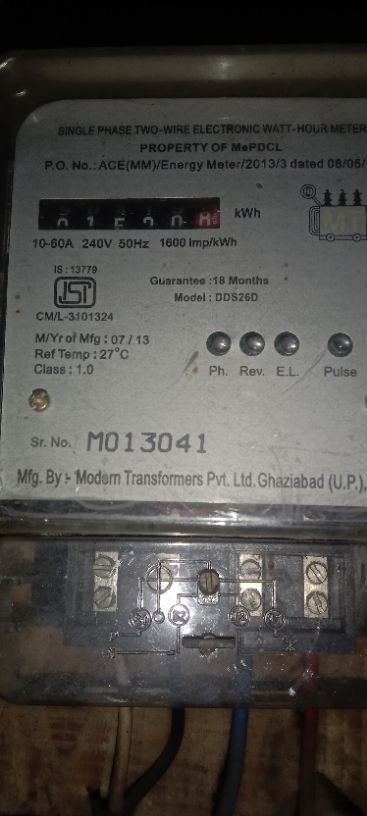 SINGLE PHASE TWO-WIRE ELECTRONIC WATT-HOUR METER
PROPERTY OF MePDCL
P.O. No.: ACE(MM)/Energy Meter/2013/3 dated 08/05/
kWh
MT
10-60A 240V 50Hz 1600 Imp/kWh
IS : 13779
Guarantee :18 Months
Model : DDS26D
CM/L-3101324
M/Yr of Mfg : 07 / 13
Ref Temp : 27°C
Class : 1.0
Ph. Rev. E.L. Pulse
Sr. No. M013041
Mfg. By :- Modern Transformers Pvt. Ltd. Ghaziabad (U.P.),